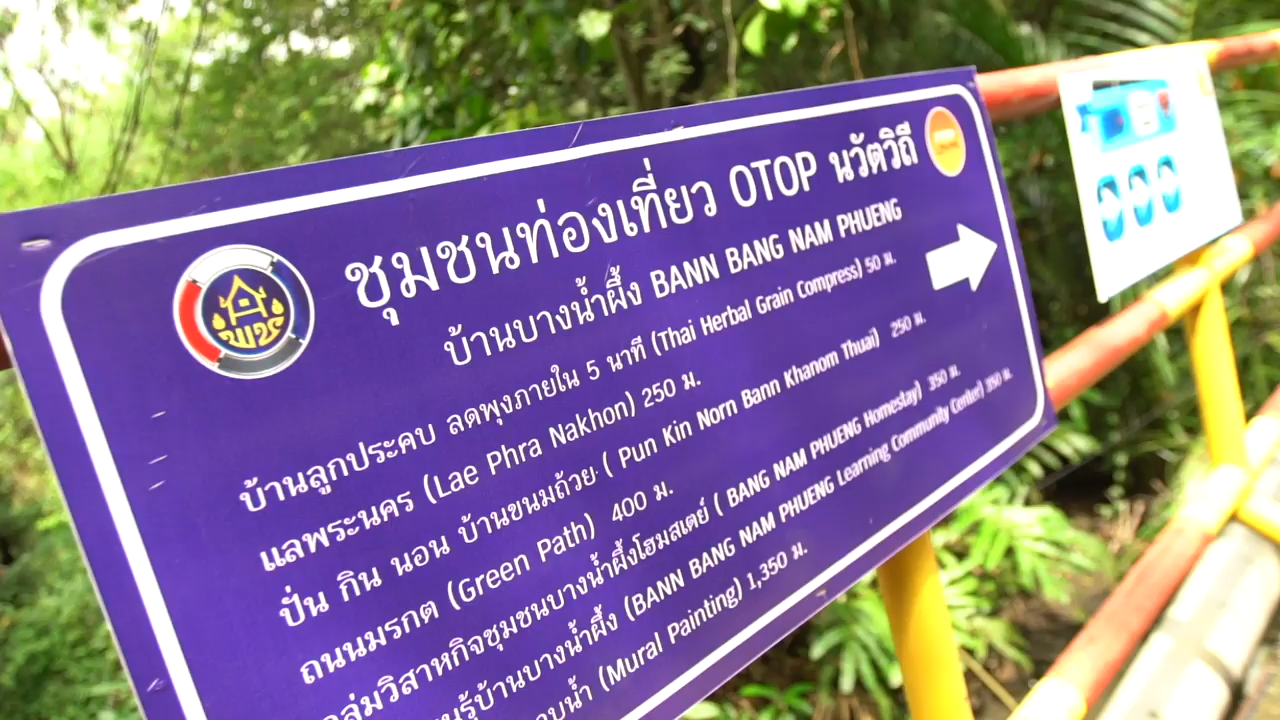 ชุมชนท่องเที่ยว OTOP นวัตวิถี
บ้านบางน้ำผึ้ง BANN BANG NAM PHUENG
พช
บ้านลูกประคบ ลดพุงภายใน 5 นาที (Thai Herbal Grain Compress) 50 ม.
แลพระนคร (Lae Phra Nakhon) 250 ม.
ปั่น กิน นอน บ้านขนมถ้วย ( Pun Kin Norn Bann Khanom Thuai) 250 ม.
ถนนมรกต (Green Path) 400 ม.
วิสาหกิจชุมชนบางน้ำผึ้งโฮมสเตย์ ( BANG NAM PHUENG Homestay) 350 ม.
รู้บ้านบางน้ำผึ้ง (BANN BANG NAM PHUENG Learning Community Center) 350 ม.
(Mural Painting) 1,350 ม.